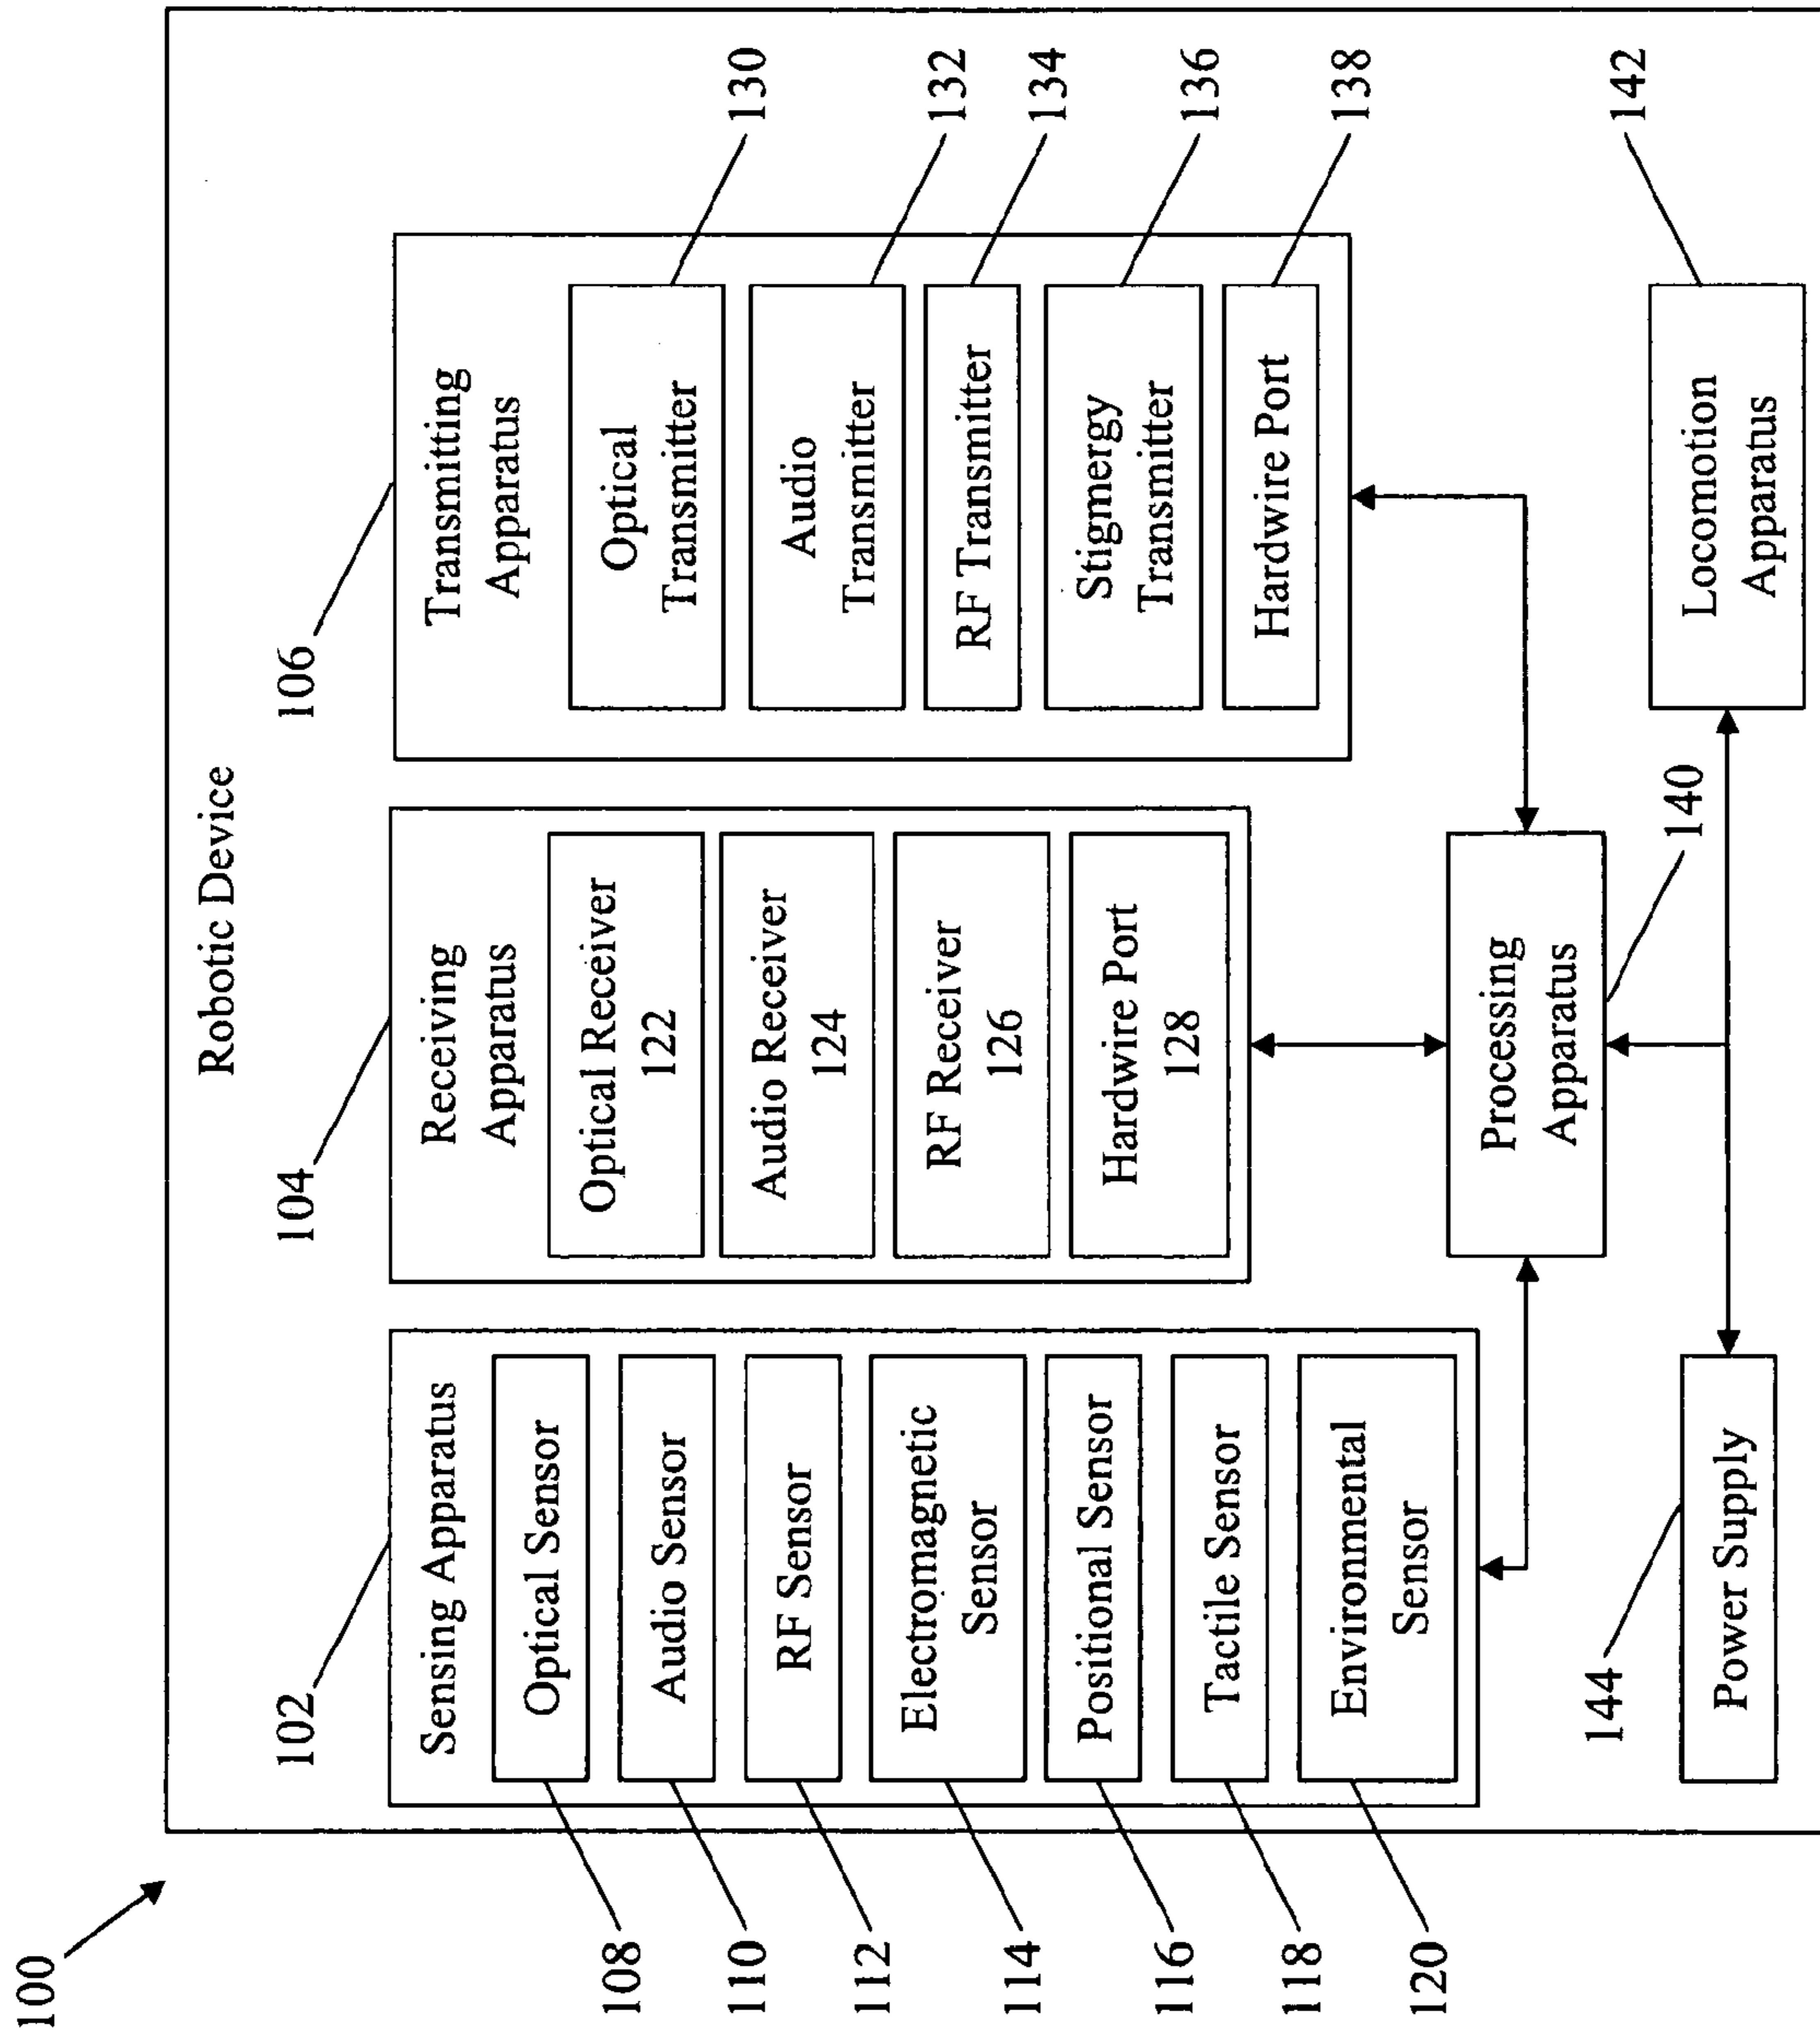 100
Robotic Device
102
104
106
Sensing Apparatus
Optical Sensor
Audio Sensor
RF Sensor
Electromagnetic
Sensor
Positional Sensor
Tactile Sensor
Environmental
Sensor
108
110
112
114
116
118
120
Receiving
Apparatus
Optical Receiver
122
Audio Receiver
124
RF Receiver
126
Hardwire Port
128
Transmitting
Apparatus
Optical
Transmitter
Audio
Transmitter
RF Transmitter
Stigmergy
Transmitter
Hardwire Port
130
132
134
136
138
Processing
Apparatus
140
144
Power Supply
Locomotion
Apparatus
142